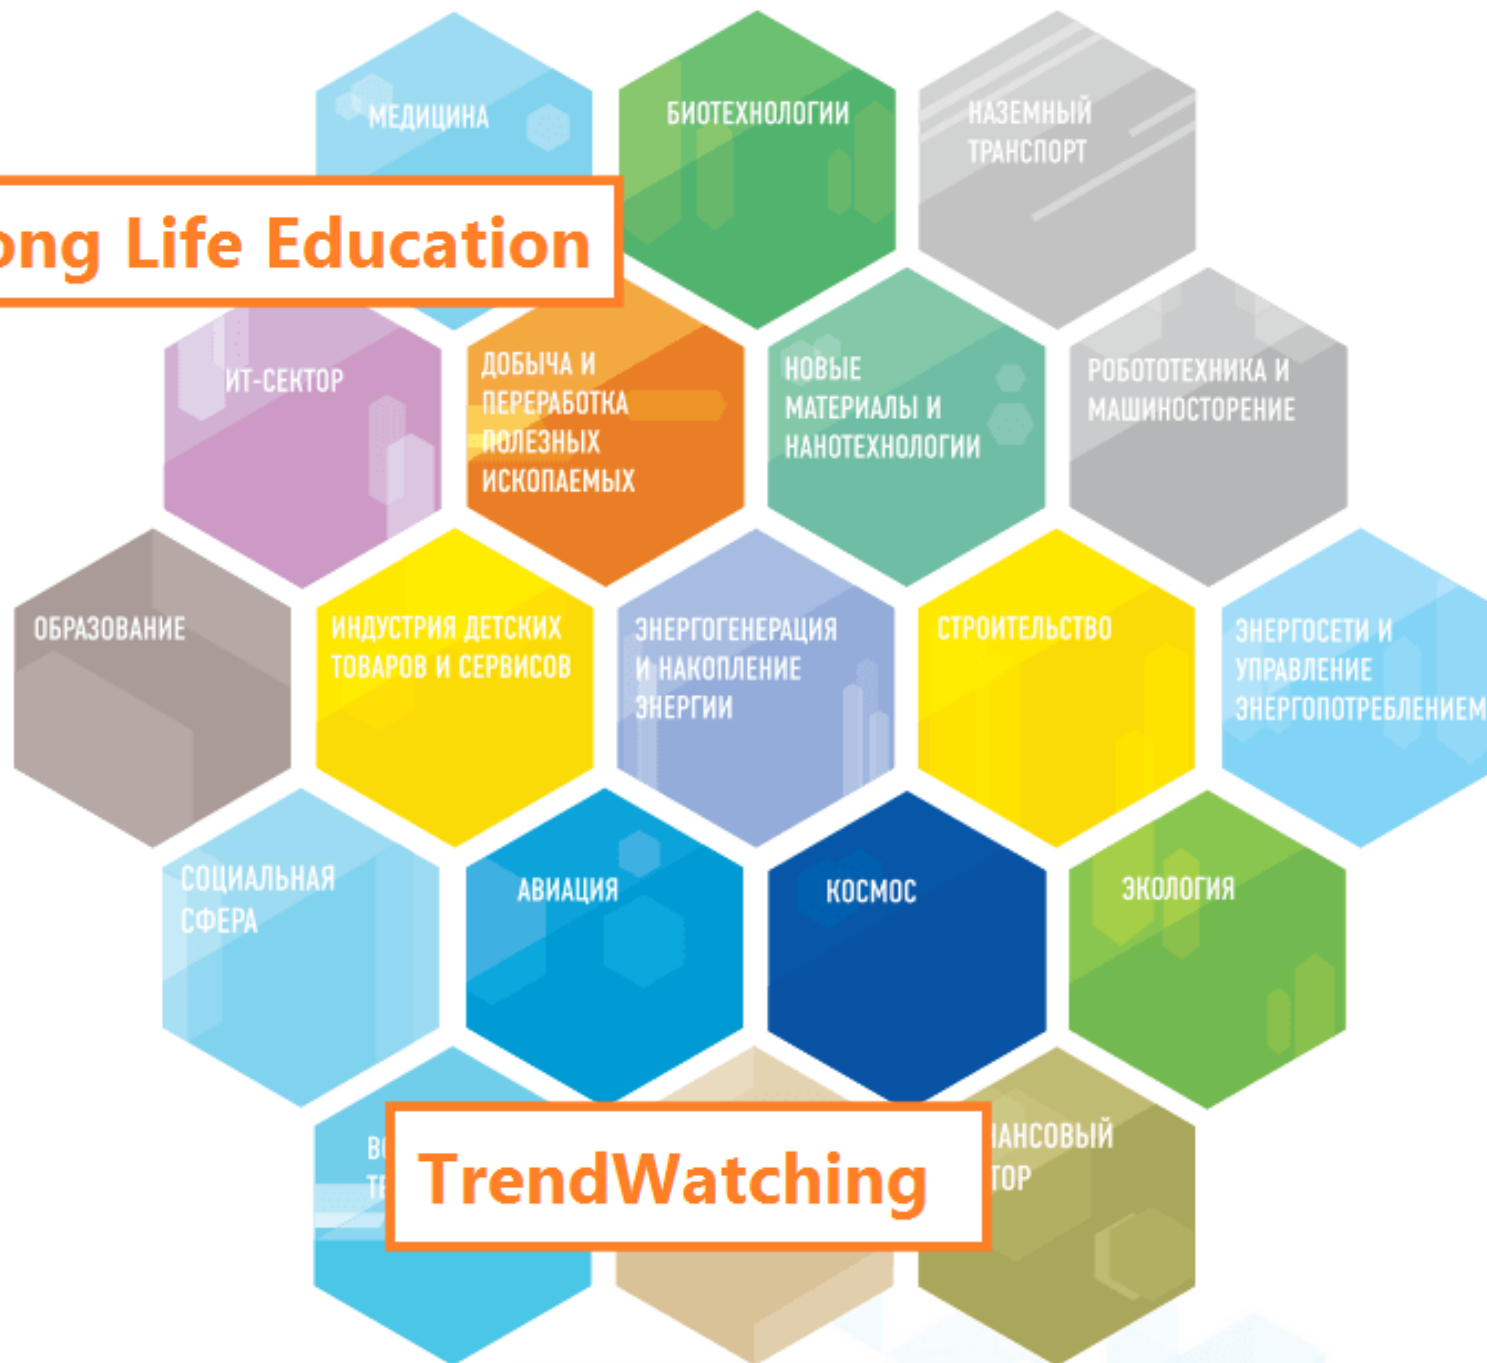 МЕДИЦИНА
БИОТЕХНОЛОГИИ
НАЗЕМНЫЙ
ТРАНСПОРТ
Life Education
ИТ-СЕКТОР
ДОБЫЧА И
ПЕРЕРАБОТКА
ПОЛЕЗНЫХ
ИСКОПАЕМЫХ
НОВЫЕ
МАТЕРИАЛЫ И
НАНОТЕХНОЛОГИИ
РОБОТОТЕХНИКА И
МАШИНОСТОРЕНИЕ
ОБРАЗОВАНИЕ
ИНДУСТРИЯ ДЕТСКИХ
ТОВАРОВ И СЕРВИСОВ
ЭНЕРГОГЕНЕРАЦИЯ
И НАКОПЛЕНИЕ
ЭНЕРГИИ
СТРОИТЕЛЬСТВО
ЭНЕРГОСЕТИ И
УПРАВЛЕНИЕ
ЭНЕРГОПОТРЕБЛЕНИЕМ
СОЦИАЛЬНАЯ
СФЕРА
АВИАЦИЯ
КОСМОС
ЭКОЛОГИЯ
TrendWatching